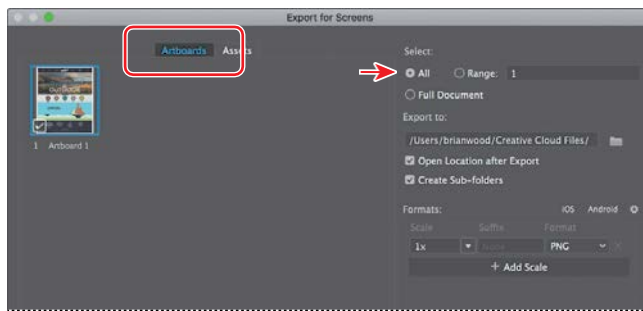 Export for Screens
Artboards Assets
Select:
All Range: 1
Full Document
Export to:
/Users/brianwood/Creative Cloud Files/
Open Location after Export
Create Sub-folders
OUTSIDE
1 Artboard 1
Formats: iOS Android
Scale Suffix Format
1x None PNG
+ Add Scale